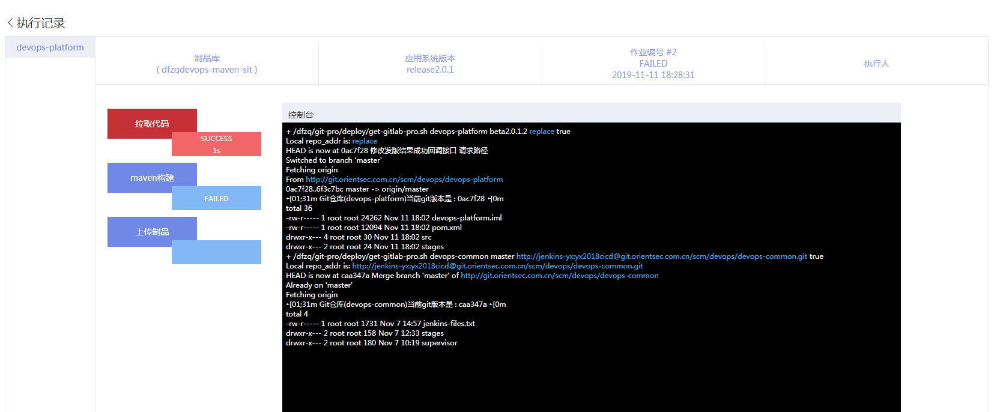 执行记录
devops-platform
制品库
( dfzqdevops-maven-sit )
应用系统版本
release2.0.1
作业编号 #2
FAILED
2019-11-11 18:28:31
执行人
拉取代码
SUCCESS
1s
maven构建
FAILED
上传制品
控制台
+ /dfzq/git-pro/deploy/get-gitlab-pro.sh devops-platform beta2.0.1.2 replace true
Local repo_addr is: replace
HEAD is now at 0ac7f28 修改发版结果成功回调接口 请求路径
Switched to branch 'master'
Fetching origin
From http://git.orientsec.com.cn/scm/devops/devops-platform
0ac7f28..6f3c7bc master -> origin/master
←[01;31m Git仓库(devops-platform)当前git版本是 : 0ac7f28 ←[0m
total 36
-rw-r----- 1 root root 24262 Nov 11 18:02 devops-platform.iml
-rw-r----- 1 root root 12094 Nov 11 18:02 pom.xml
drwxr-x--- 4 root root 30 Nov 11 18:02 src
drwxr-x--- 2 root root 24 Nov 11 18:02 stages
+ /dfzq/git-pro/deploy/get-gitlab-pro.sh devops-common master http://jenkins-yx:yx2018cicd@git.orientsec.com.cn/scm/devops/devops-common.git true
Local repo_addr is: http://jenkins-yx:yx2018cicd@git.orientsec.com.cn/scm/devops/devops-common.git
HEAD is now at caa347a Merge branch 'master' of http://git.orientsec.com.cn/scm/devops/devops-common
Already on 'master'
Fetching origin
←[01;31m Git仓库(devops-common)当前git版本是 : caa347a ←[0m
total 4
-rw-r----- 1 root root 1731 Nov 7 14:57 jenkins-files.txt
drwxr-x--- 2 root root 158 Nov 7 12:33 stages
drwxr-x--- 2 root root 180 Nov 7 10:19 supervisor